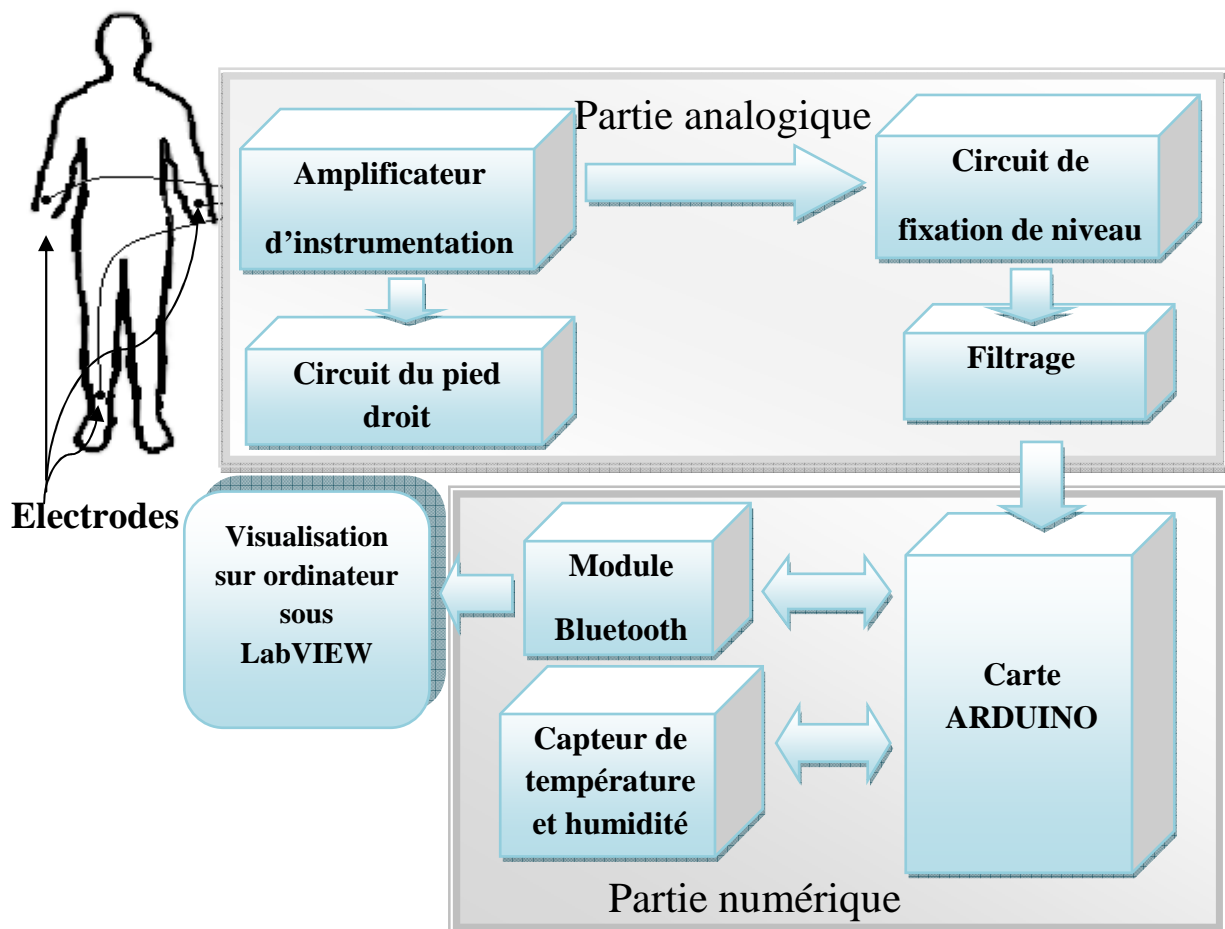 Partie analogique
Amplificateur
d’instrumentation
Circuit de
fixation de niveau
Circuit du pied
droit
Filtrage
Electrodes
Visualisation
sur ordinateur
sous
LabVIEW
Module
Bluetooth
Carte
ARDUINO
Capteur de
température
et humidité
Partie numérique